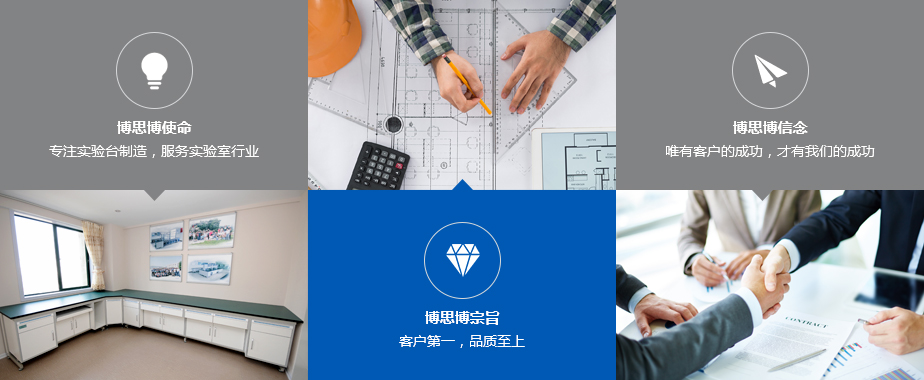 博思博使命
专注实验台制造，服务实验室行业
博思博信念
唯有客户的成功，才有我们的成功
博思博宗旨
客户第一，品质至上
CONTRACT